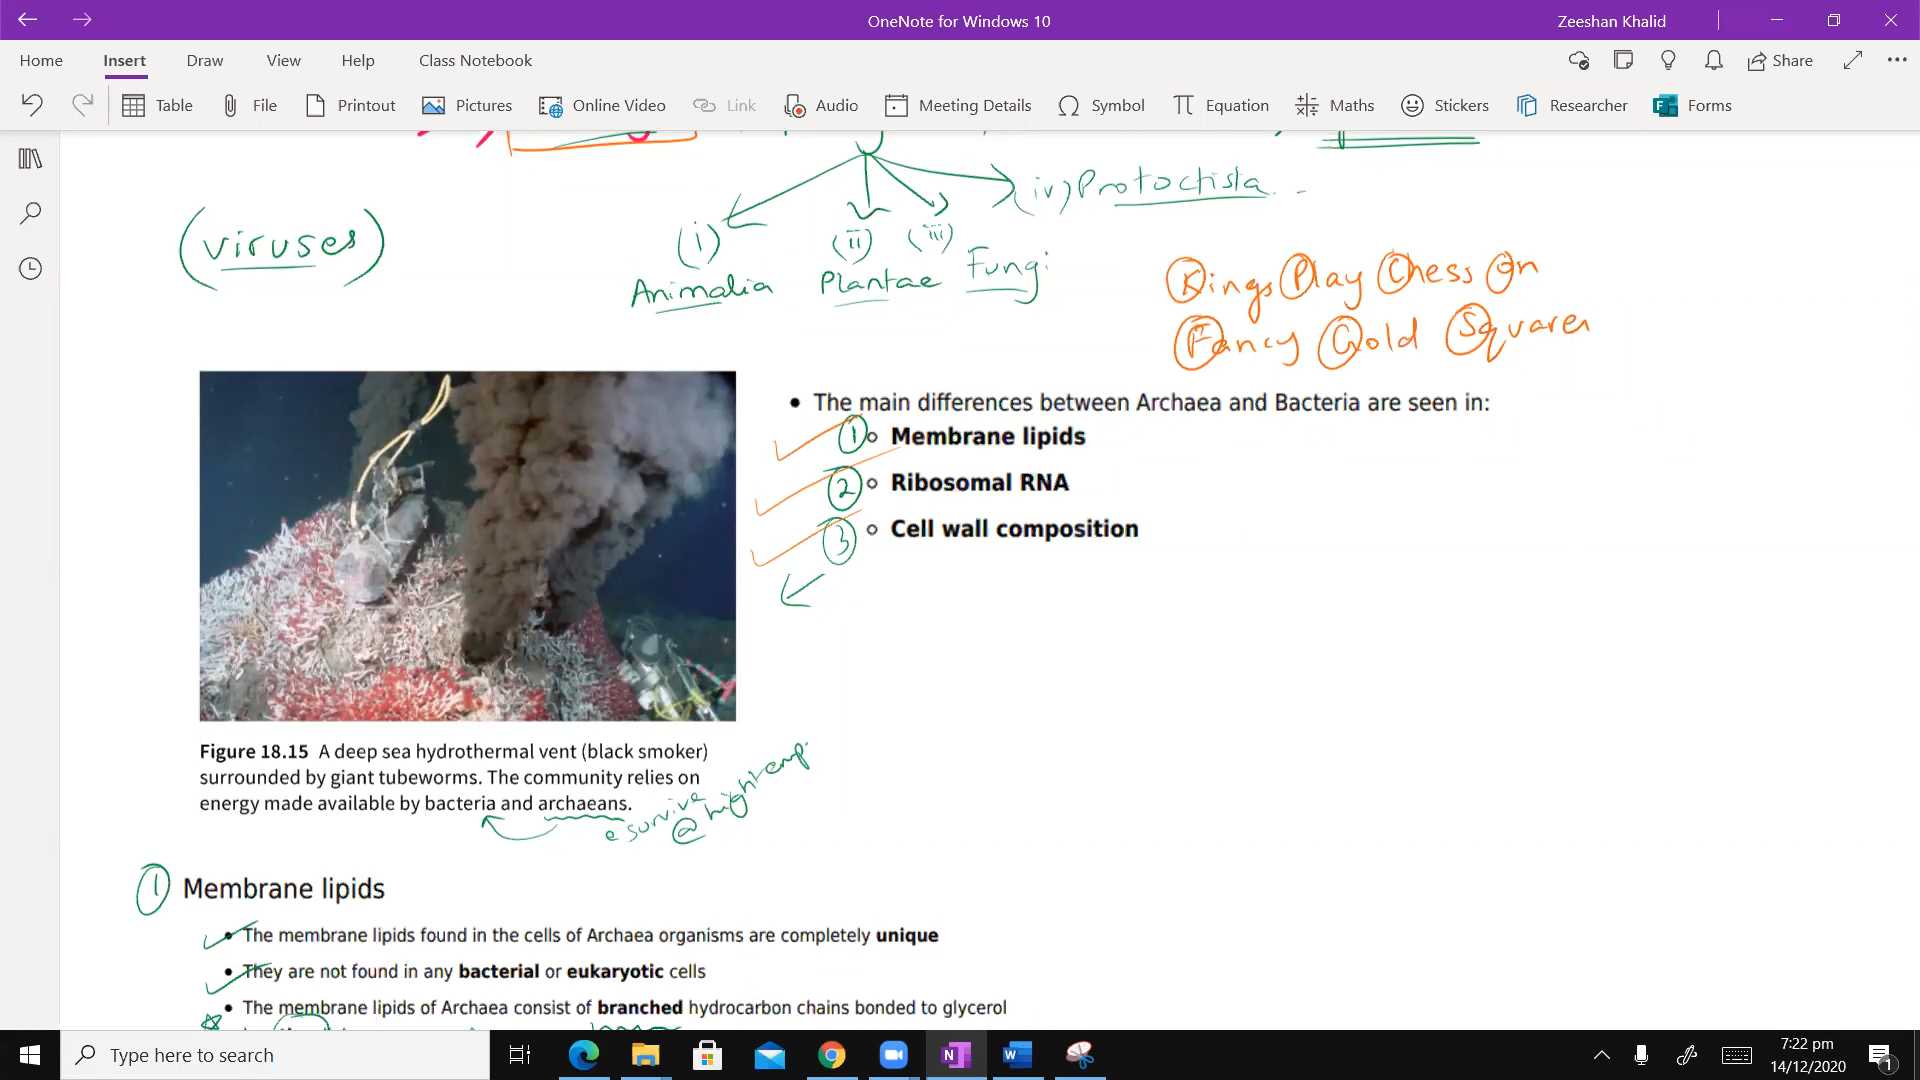 OneNote for Windows 10
Zeeshan Khalid
Home Insert Draw View Help Class Notebook
Share
Table File Printout Pictures Online Video Link Audio Meeting Details Symbol Equation Maths Stickers Researcher Forms
(iv) Protoctista
(viruses)
(i) (ii) (iii)
Animalia Plantae Fungi
Kings Play Chess On
Fancy Gold Squares
• The main differences between Archaea and Bacteria are seen in:
1 ○ Membrane lipids
2 ○ Ribosomal RNA
3 ○ Cell wall composition
Figure 18.15 A deep sea hydrothermal vent (black smoker)
surrounded by giant tubeworms. The community relies on
energy made available by bacteria and archaeans.
survive
@ high temp
1 Membrane lipids
• The membrane lipids found in the cells of Archaea organisms are completely unique
• They are not found in any bacterial or eukaryotic cells
• The membrane lipids of Archaea consist of branched hydrocarbon chains bonded to glycerol
Type here to search
7:22 pm
14/12/2020
1